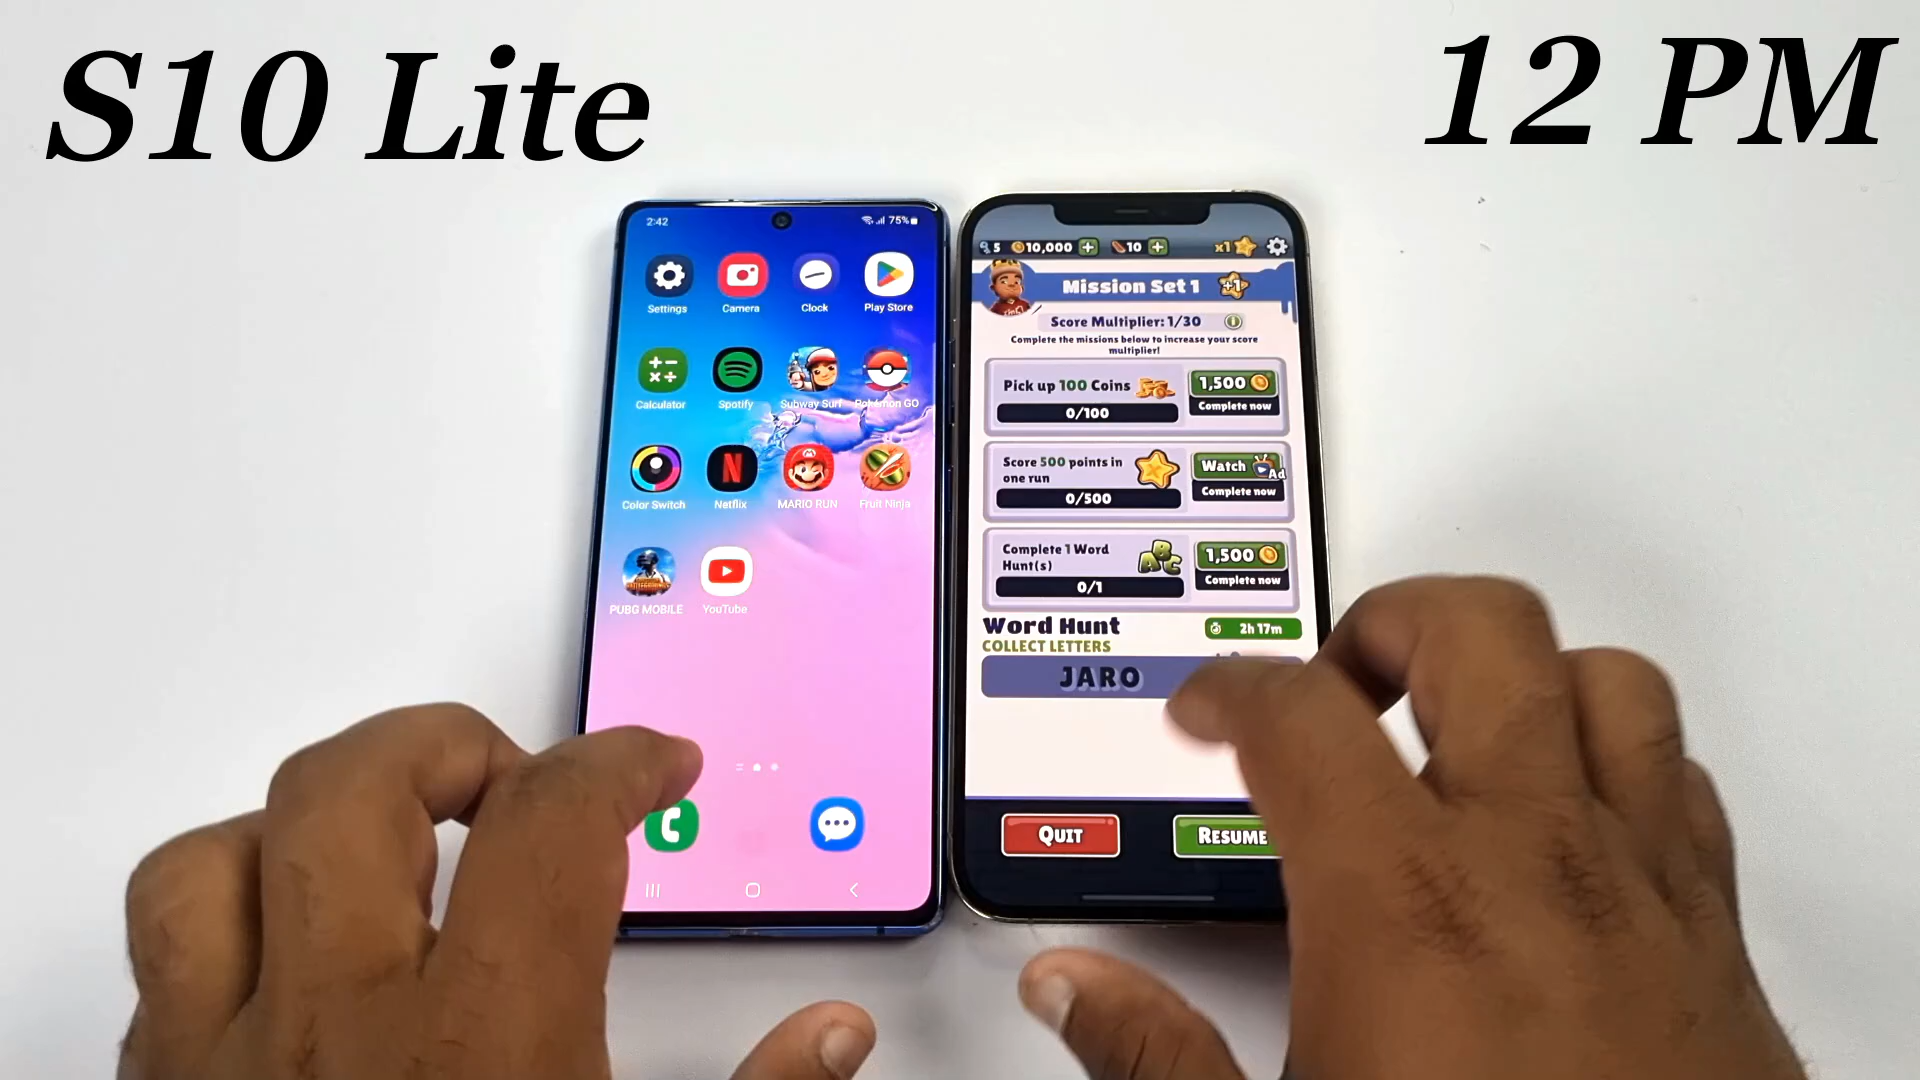 S10 Lite
12 PM
2:42
75%
Settings
Camera
Clock
Play Store
Calculator
Spotify
Subway Surf
Pokémon GO
Color Switch
Netflix
MARIO RUN
Fruit Ninja
PUBG MOBILE
YouTube
5
10,000
10
x1
Mission Set 1
+1
Score Multiplier: 1/30
Complete the missions below to increase your score
multiplier!
Pick up 100 Coins
0/100
1,500
Complete now
Score 500 points in
one run
0/500
Watch
Ad
Complete now
Complete 1 Word
Hunt(s)
0/1
ABC
1,500
Complete now
Word Hunt
2h 17m
COLLECT LETTERS
JARO
QUIT
RESUME